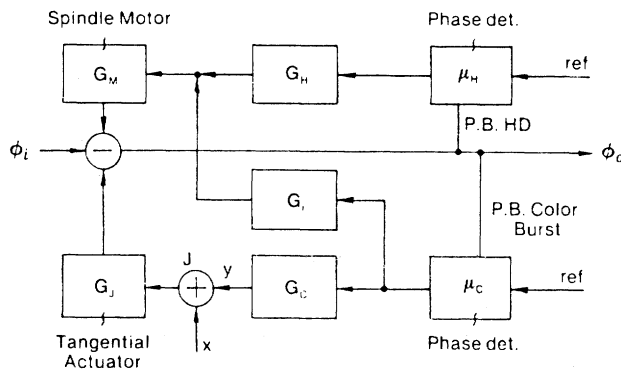 Spindle Motor
Phase det.
G_M
G_H
μ_H
ref
P.B. HD
ϕ_i
−
ϕ_o
P.B. Color
Burst
J
y
G_J
+
G_C
μ_C
ref
x
Tangential
Actuator
Phase det.